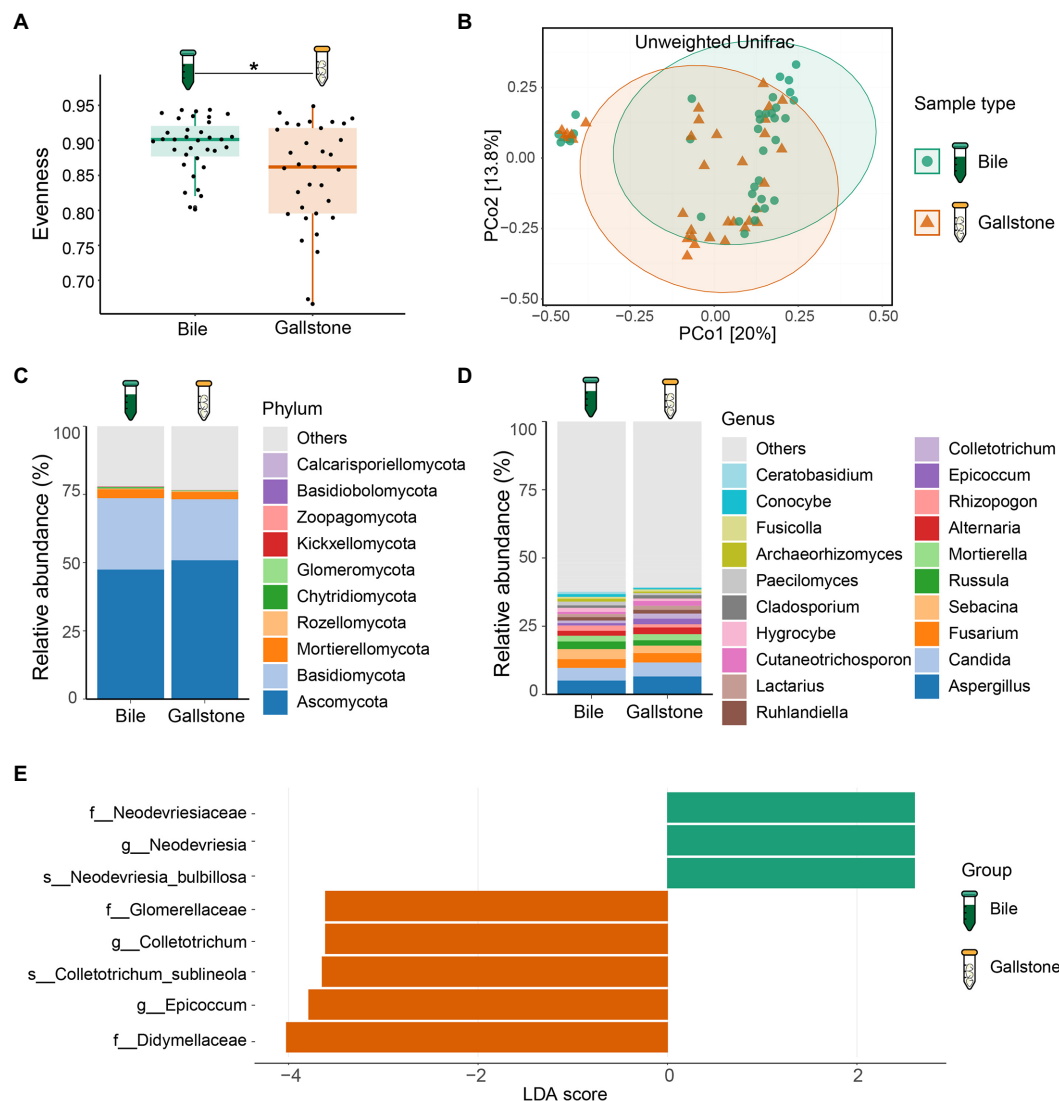 A
*
0.95
0.90
0.85
0.80
0.75
0.70
Evenness
Bile
Gallstone
B
Unweighted Unifrac
0.25
0.00
−0.25
−0.50
PCo2 [13.8%]
−0.50
−0.25
0.00
0.25
0.50
PCo1 [20%]
Sample type
Bile
Gallstone
C
100
75
50
25
0
Relative abundance (%)
Bile
Gallstone
Phylum
Others
Calcarisporiellomycota
Basidiobolomycota
Zoopagomycota
Kickxellomycota
Glomeromycota
Chytridiomycota
Rozellomycota
Mortierellomycota
Basidiomycota
Ascomycota
D
100
75
50
25
0
Relative abundance (%)
Bile
Gallstone
Genus
Others
Ceratobasidium
Conocybe
Fusicolla
Archaeorhizomyces
Paecilomyces
Cladosporium
Hygrocybe
Cutaneotrichosporon
Lactarius
Ruhlandiella
Colletotrichum
Epicoccum
Rhizopogon
Alternaria
Mortierella
Russula
Sebacina
Fusarium
Candida
Aspergillus
E
f__Neodevriesiaceae
g__Neodevriesia
s__Neodevriesia_bulbillosa
f__Glomerellaceae
g__Colletotrichum
s__Colletotrichum_sublineola
g__Epicoccum
f__Didymellaceae
−4
−2
0
2
LDA score
Group
Bile
Gallstone